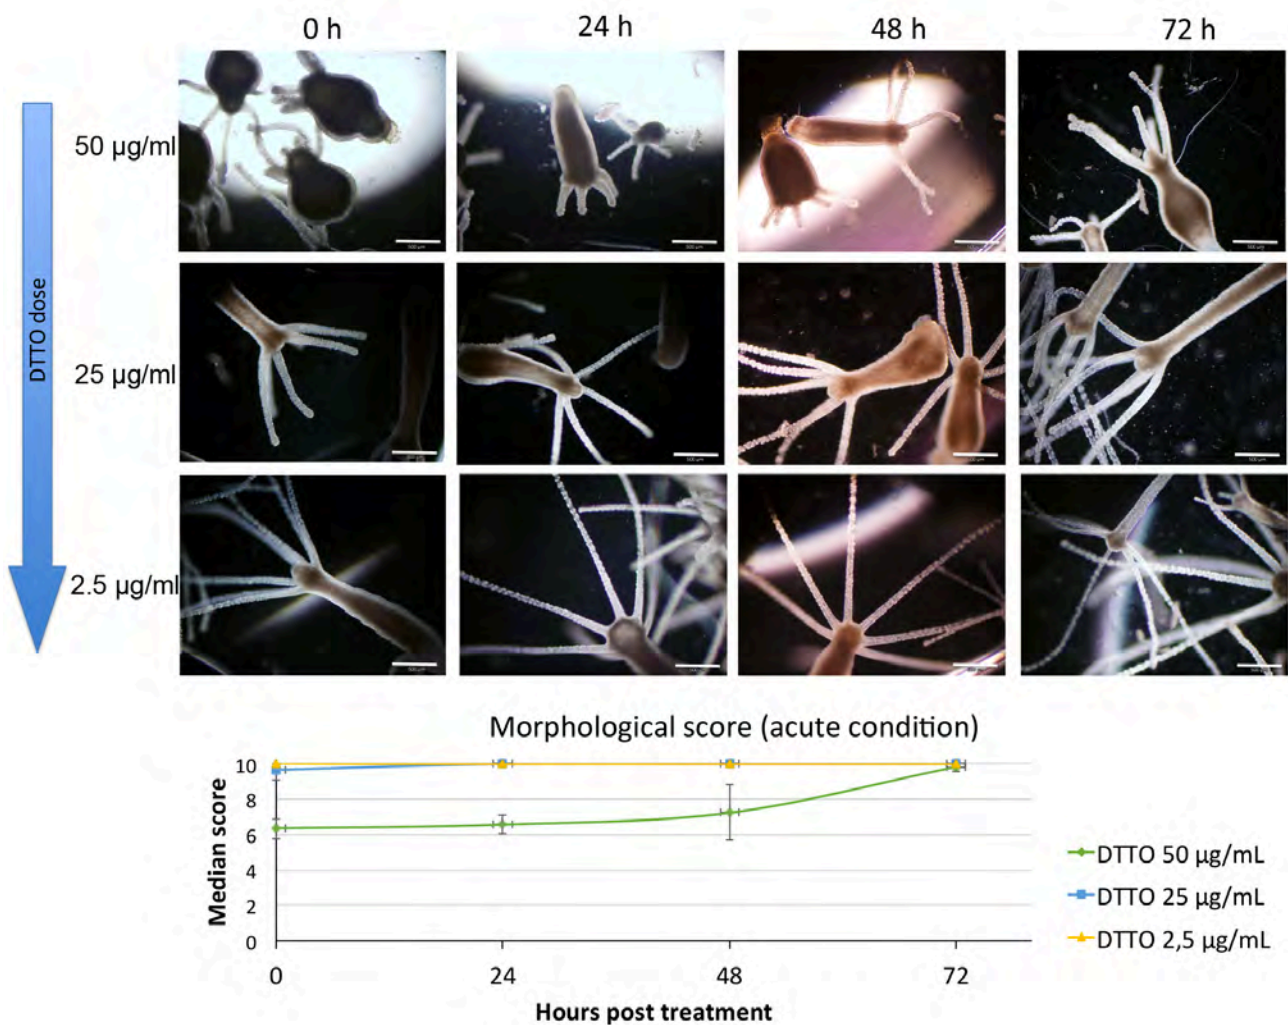 0 h
24 h
48 h
72 h
DTTO dose
50 µg/ml
25 µg/ml
2.5 µg/ml
Morphological score (acute condition)
Median score
10
8
6
4
2
0
0
24
48
72
Hours post treatment
DTTO 50 µg/mL
DTTO 25 µg/mL
DTTO 2,5 µg/mL